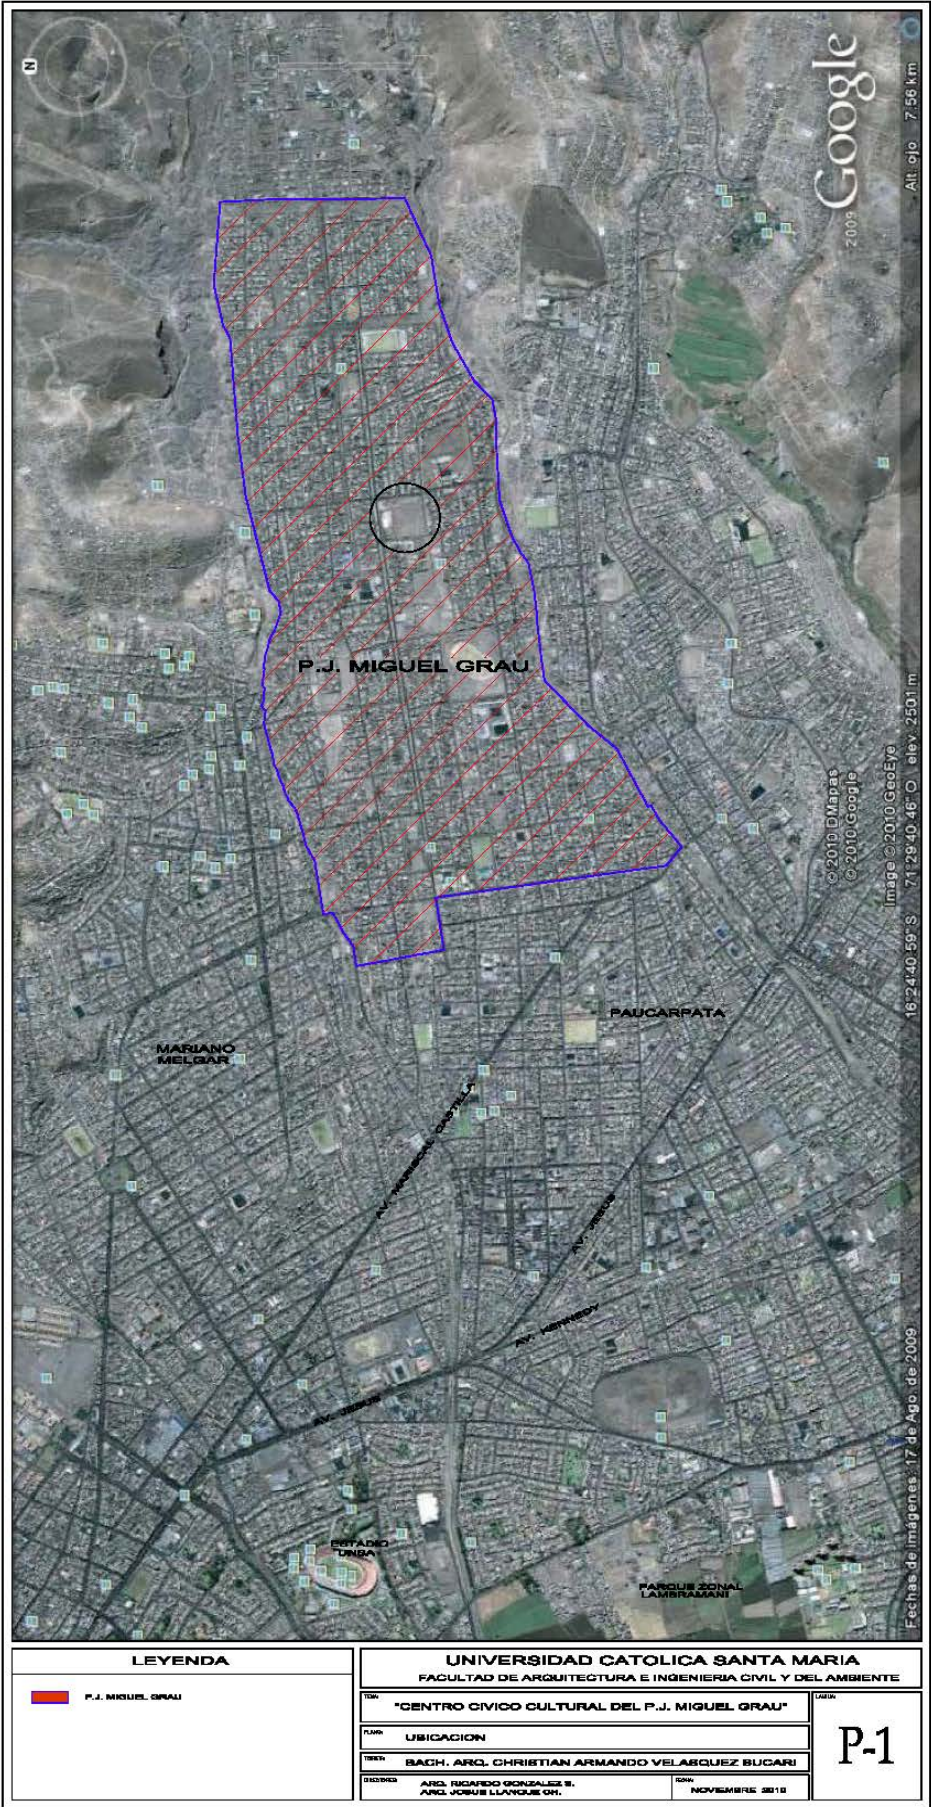 N
2009 Google
Alt. ojo 7.56 km
P.J. MIGUEL GRAU
© 2010 DMapas
© 2010 Google
Image © 2010 GeoEye
16°24'40.59" S 71°29'40.46" O elev. 2501 m
PAUCARPATA
MARIANO
MELGAR
AV. MARISCAL CASTILLA
AV. JESUS
AV. KENNEDY
AV. JESUS
Fechas de imágenes: 17 de Ago. de 2009
ESTADIO
"UNSA"
PARQUE ZONAL
LAMBRAMANI
LEYENDA
P.J. MIGUEL GRAU
UNIVERSIDAD CATOLICA SANTA MARIA
FACULTAD DE ARQUITECTURA E INGENIERIA CIVIL Y DEL AMBIENTE
TEMA:
"CENTRO CIVICO CULTURAL DEL P.J. MIGUEL GRAU"
LAMINA:
P-1
PLANO:
UBICACION
BACH. ARQ. CHRISTIAN ARMANDO VELASQUEZ BUCARI
ARQ. RICARDO GONZALEZ S.
ARQ. JOSUE LLANQUE CH.
FECHA:
NOVIEMBRE 2010